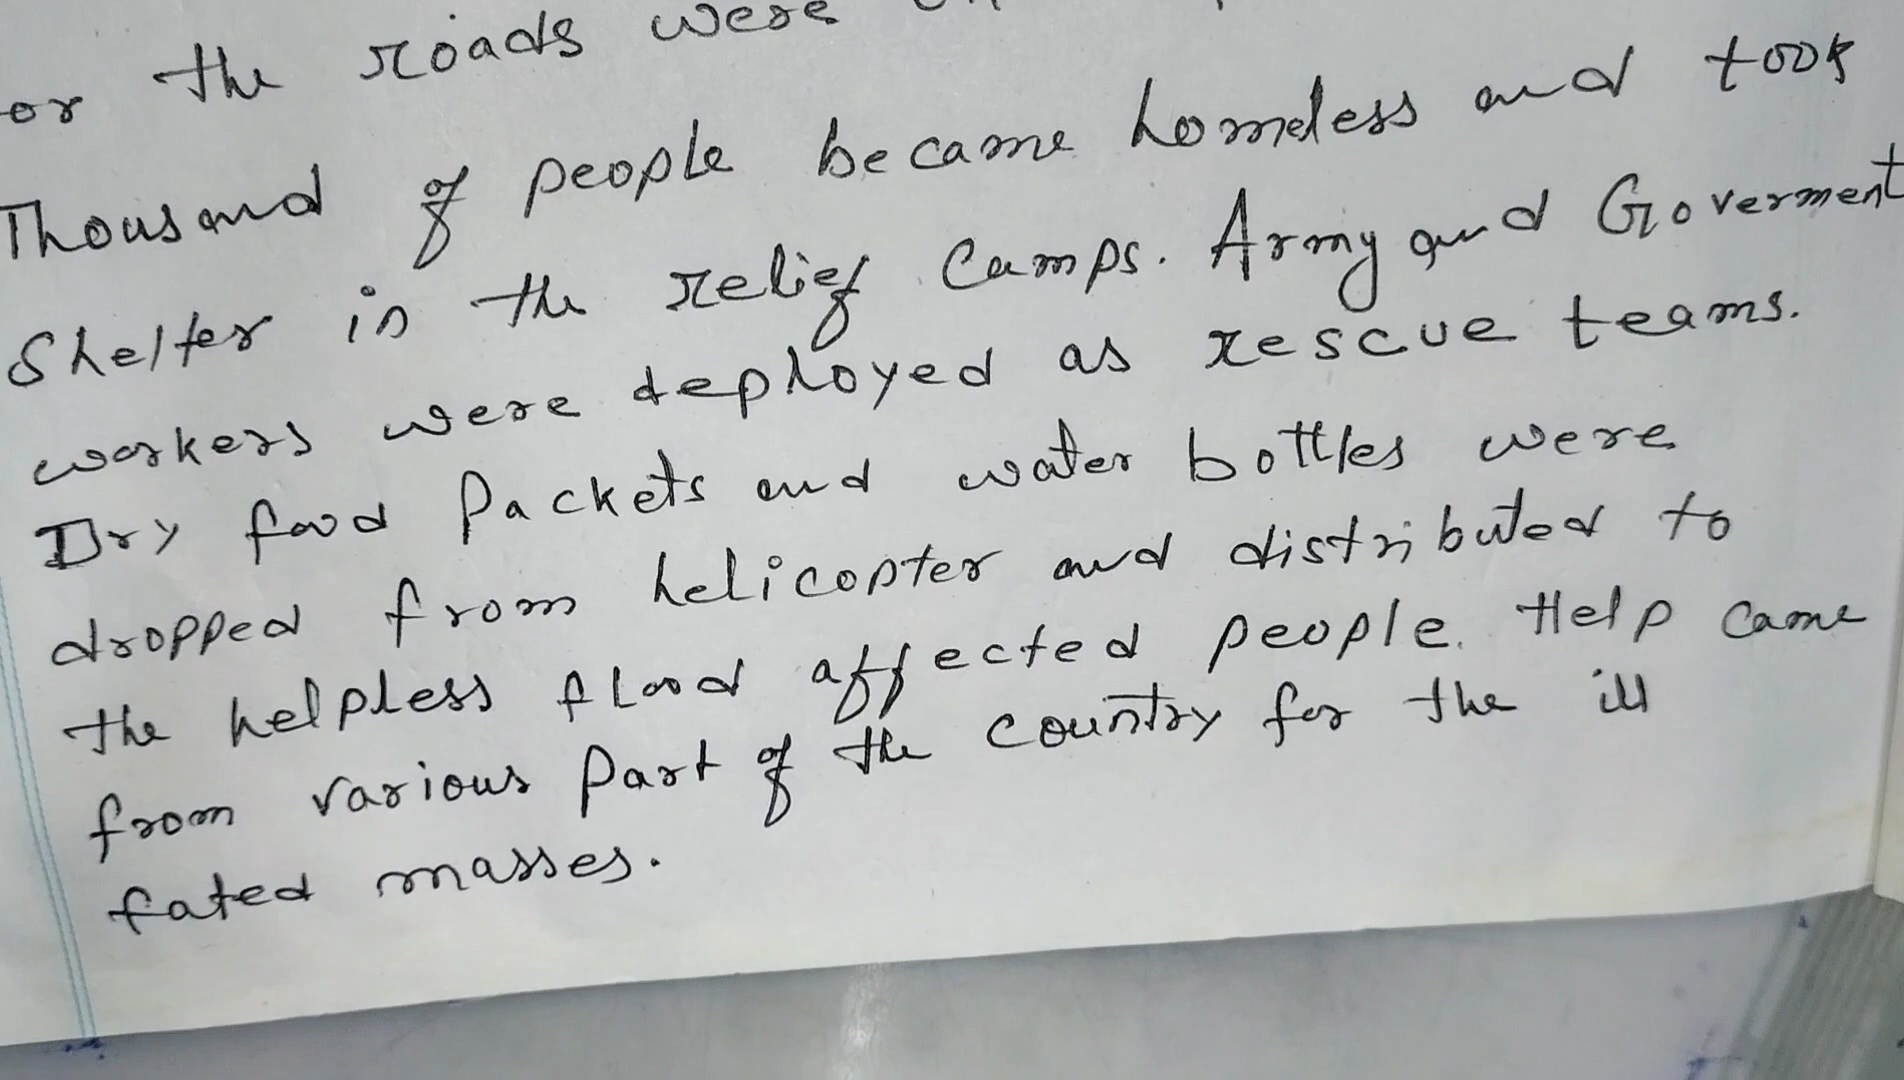 or the roads were
Thousand of people became homeless and took
Shelter in the relief Camps. Army and Goverment
workers were deployed as rescue teams.
Dry food Packets and water bottles were
dropped from helicopter and distributed to
the helpless flood affected people. Help came
from various Part of the country for the ill
fated masses.